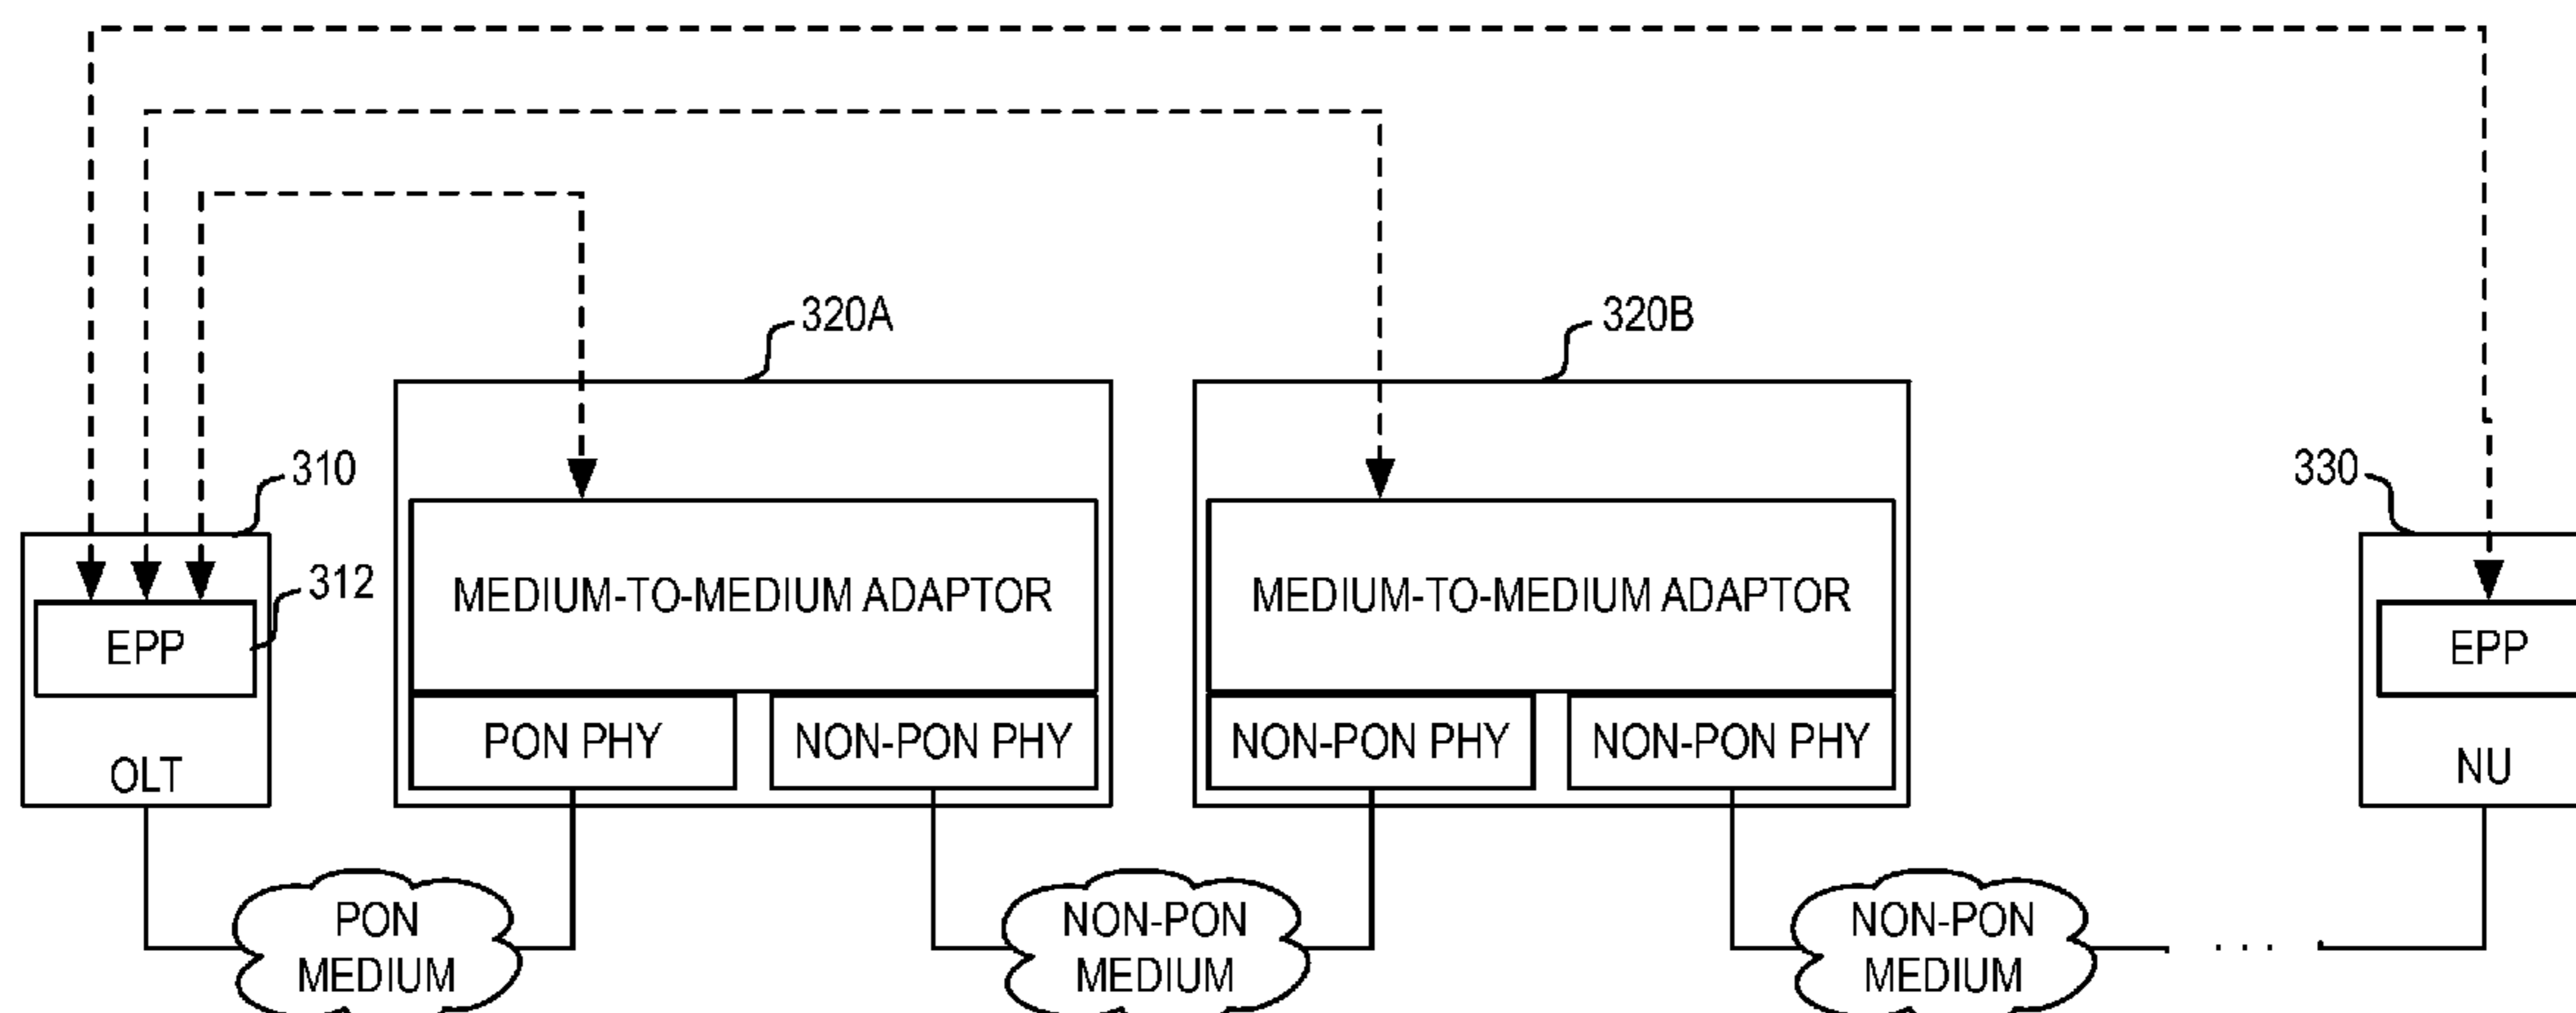 320A
320B
310
330
312
EPP
MEDIUM-TO-MEDIUM ADAPTOR
MEDIUM-TO-MEDIUM ADAPTOR
EPP
PON PHY
NON-PON PHY
NON-PON PHY
NON-PON PHY
OLT
NU
PON
MEDIUM
NON-PON
MEDIUM
NON-PON
MEDIUM
. . .